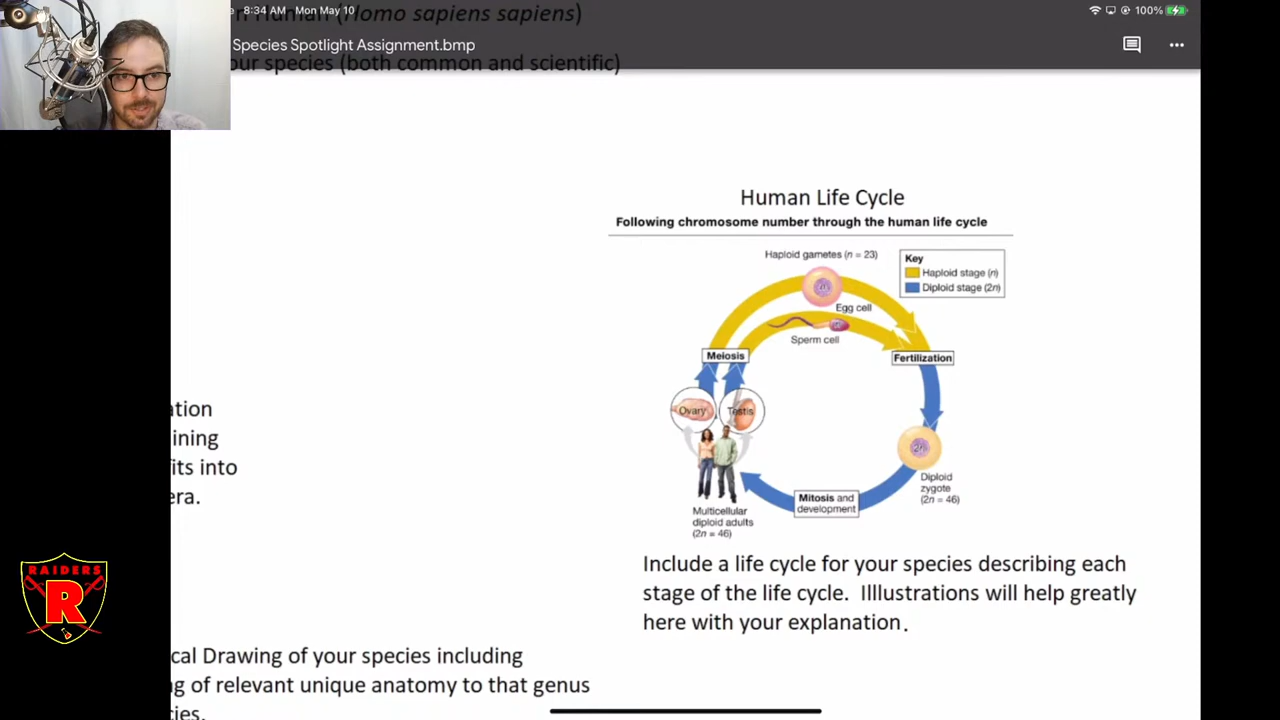 8:34 AM Mon May 10
100%
Human (Homo sapiens sapiens)
Species Spotlight Assignment.bmp
our species (both common and scientific)
Human Life Cycle
Following chromosome number through the human life cycle
Haploid gametes (n = 23)
Key
Haploid stage (n)
Diploid stage (2n)
Egg cell
Sperm cell
Meiosis
Fertilization
Ovary
Testis
2n
Diploid
zygote
(2n = 46)
Mitosis and
development
Multicellular
diploid adults
(2n = 46)
ation
ining
fits into
era.
Include a life cycle for your species describing each
stage of the life cycle. Illlustrations will help greatly
here with your explanation.
RAIDERS
R
cal Drawing of your species including
g of relevant unique anatomy to that genus
cies.